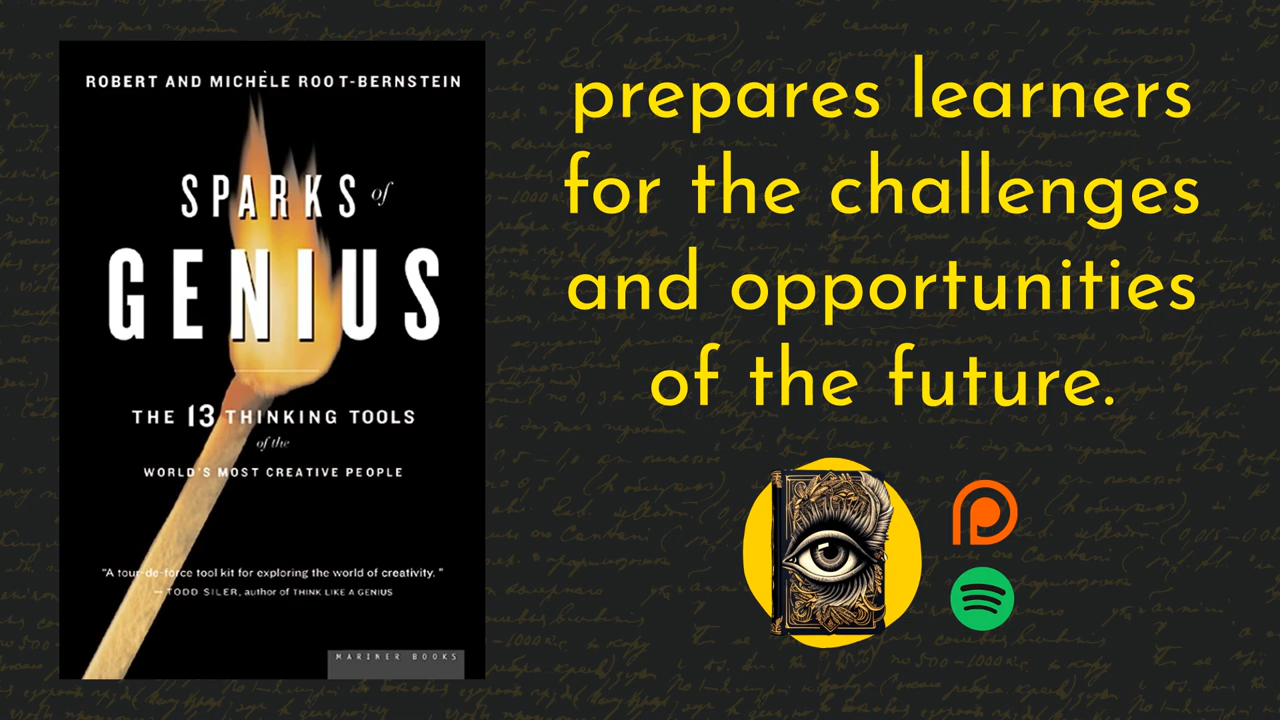 ROBERT AND MICHÈLE ROOT-BERNSTEIN
SPARKS of
GENIUS
THE 13 THINKING TOOLS
of the
WORLD'S MOST CREATIVE PEOPLE
"A tour-de-force tool kit for exploring the world of creativity."
— TODD SILER, author of THINK LIKE A GENIUS
MARINER BOOKS
prepares learners
for the challenges
and opportunities
of the future.